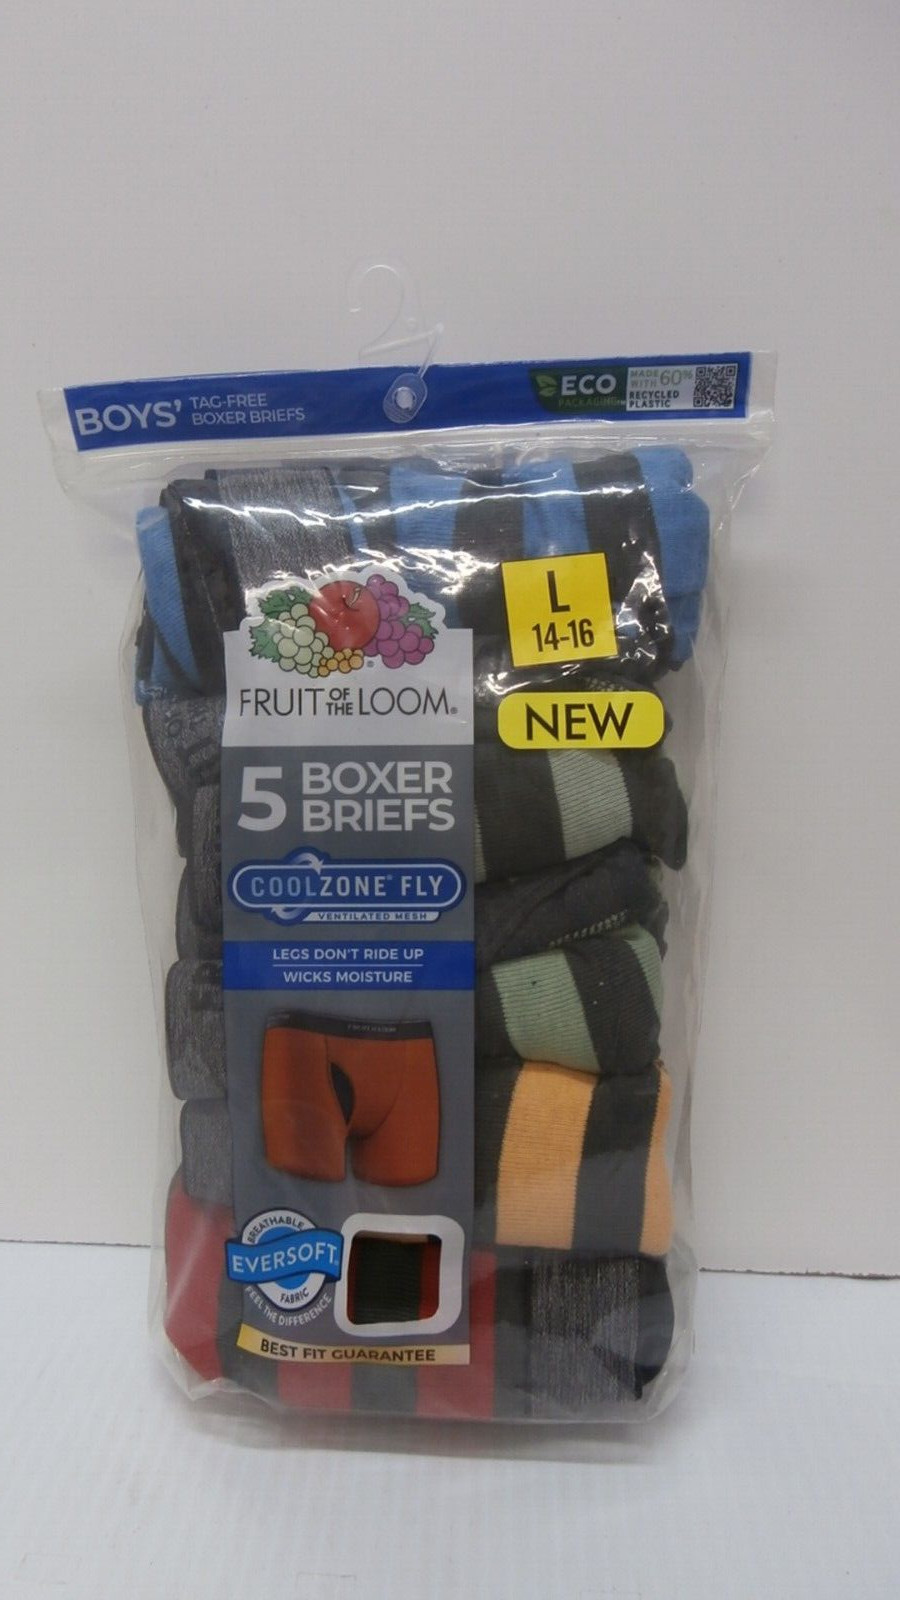 BOYS' TAG-FREE
BOXER BRIEFS
ECO
PACKAGING
MADE
WITH 60%
RECYCLED
PLASTIC
L
14-16
NEW
FRUIT OF THE LOOM®
5 BOXER
BRIEFS
COOLZONE® FLY
VENTILATED MESH
LEGS DON'T RIDE UP
WICKS MOISTURE
BREATHABLE
EVERSOFT
FABRIC
FEEL THE DIFFERENCE
BEST FIT GUARANTEE